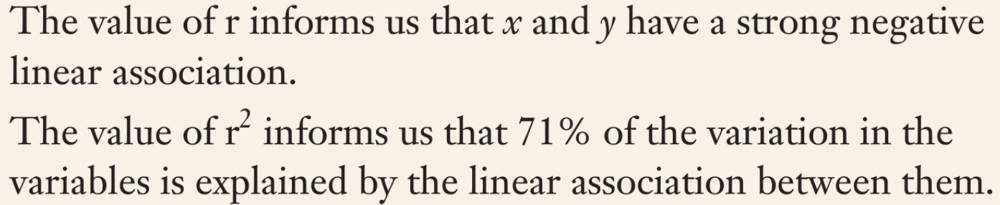 The value of r informs us that x and y have a strong negative
linear association.
The value of r² informs us that 71% of the variation in the
variables is explained by the linear association between them.